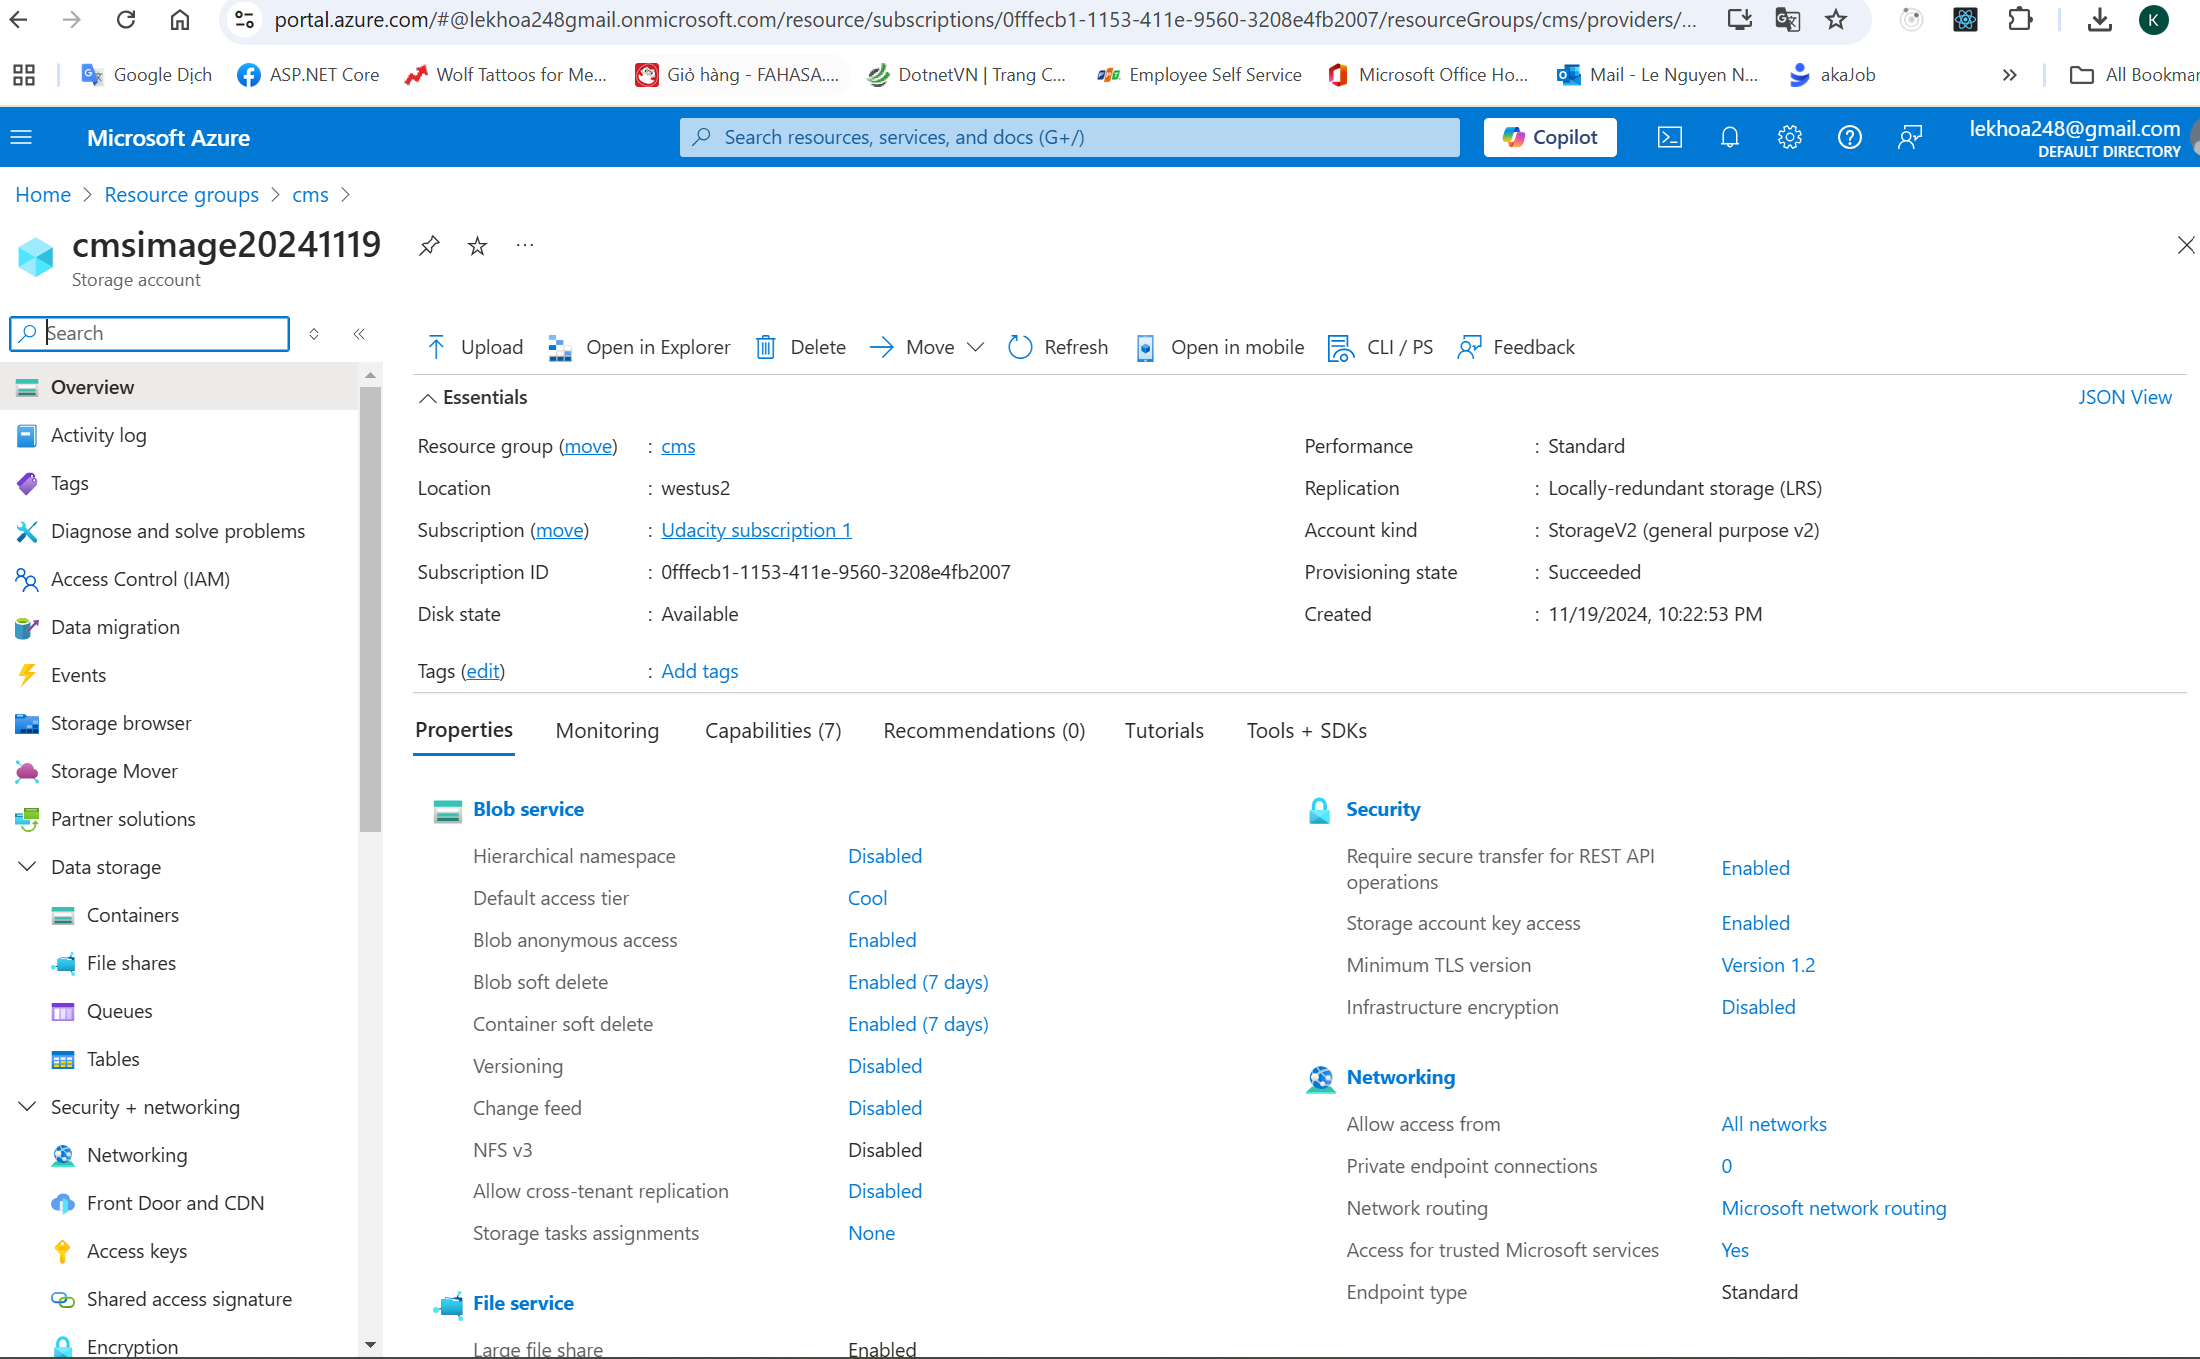 portal.azure.com/#@lekhoa248gmail.onmicrosoft.com/resource/subscriptions/0fffecb1-1153-411e-9560-3208e4fb2007/resourceGroups/cms/providers/...
K
Google Dịch
ASP.NET Core
Wolf Tattoos for Me...
Giỏ hàng - FAHASA....
DotnetVN | Trang C...
Employee Self Service
Microsoft Office Ho...
Mail - Le Nguyen N...
akaJob
All Bookmar
Microsoft Azure
Search resources, services, and docs (G+/)
Copilot
lekhoa248@gmail.com
DEFAULT DIRECTORY
Home > Resource groups > cms >
cmsimage20241119
Storage account
Search
Upload
Open in Explorer
Delete
Move
Refresh
Open in mobile
CLI / PS
Feedback
Overview
Activity log
Tags
Diagnose and solve problems
Access Control (IAM)
Data migration
Events
Storage browser
Storage Mover
Partner solutions
Data storage
Containers
File shares
Queues
Tables
Security + networking
Networking
Front Door and CDN
Access keys
Shared access signature
Encryption
Essentials
JSON View
Resource group (move) : cms
Location : westus2
Subscription (move) : Udacity subscription 1
Subscription ID : 0fffecb1-1153-411e-9560-3208e4fb2007
Disk state : Available
Tags (edit) : Add tags
Performance : Standard
Replication : Locally-redundant storage (LRS)
Account kind : StorageV2 (general purpose v2)
Provisioning state : Succeeded
Created : 11/19/2024, 10:22:53 PM
Properties
Monitoring
Capabilities (7)
Recommendations (0)
Tutorials
Tools + SDKs
Blob service
Hierarchical namespace Disabled
Default access tier Cool
Blob anonymous access Enabled
Blob soft delete Enabled (7 days)
Container soft delete Enabled (7 days)
Versioning Disabled
Change feed Disabled
NFS v3 Disabled
Allow cross-tenant replication Disabled
Storage tasks assignments None
File service
Large file share Enabled
Security
Require secure transfer for REST API
operations Enabled
Storage account key access Enabled
Minimum TLS version Version 1.2
Infrastructure encryption Disabled
Networking
Allow access from All networks
Private endpoint connections 0
Network routing Microsoft network routing
Access for trusted Microsoft services Yes
Endpoint type Standard